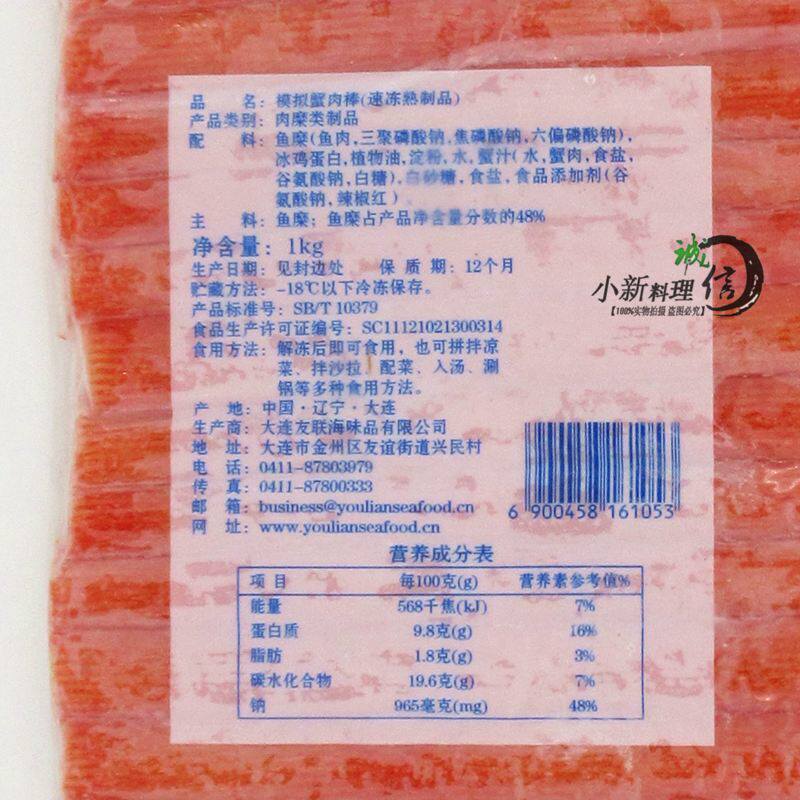 品 名：模拟蟹肉棒(速冻熟制品)
产品类别：肉糜类制品
配 料：鱼糜(鱼肉,三聚磷酸钠,焦磷酸钠,六偏磷酸钠),
冰鸡蛋白,植物油,淀粉,水,蟹汁(水,蟹肉,食盐,
谷氨酸钠,白糖),白砂糖,食盐,食品添加剂(谷
氨酸钠,辣椒红)
主 料：鱼糜；鱼糜占产品净含量分数的48%
净含量：1kg
生产日期：见封边处 保 质 期：12个月
贮藏方法：-18℃以下冷冻保存。
产品标准号：SB/T 10379
食品生产许可证编号：SC11121021300314
食用方法：解冻后即可食用，也可拼拌凉
菜、拌沙拉、配菜、入汤、涮
锅等多种食用方法。
产 地：中国·辽宁·大连
生产商：大连友联海味品有限公司
地 址：大连市金州区友谊街道兴民村
电 话：0411-87803979
传 真：0411-87800333
邮 箱：business@youlianseafood.cn
网 址：www.youlianseafood.cn
6 900458 161053
营养成分表
项目 每100克(g) 营养素参考值%
能量 568千焦(kJ) 7%
蛋白质 9.8克(g) 16%
脂肪 1.8克(g) 3%
碳水化合物 19.6克(g) 7%
钠 965毫克(mg) 48%
小新料理
诚信
【100%实物拍摄 盗图必究】